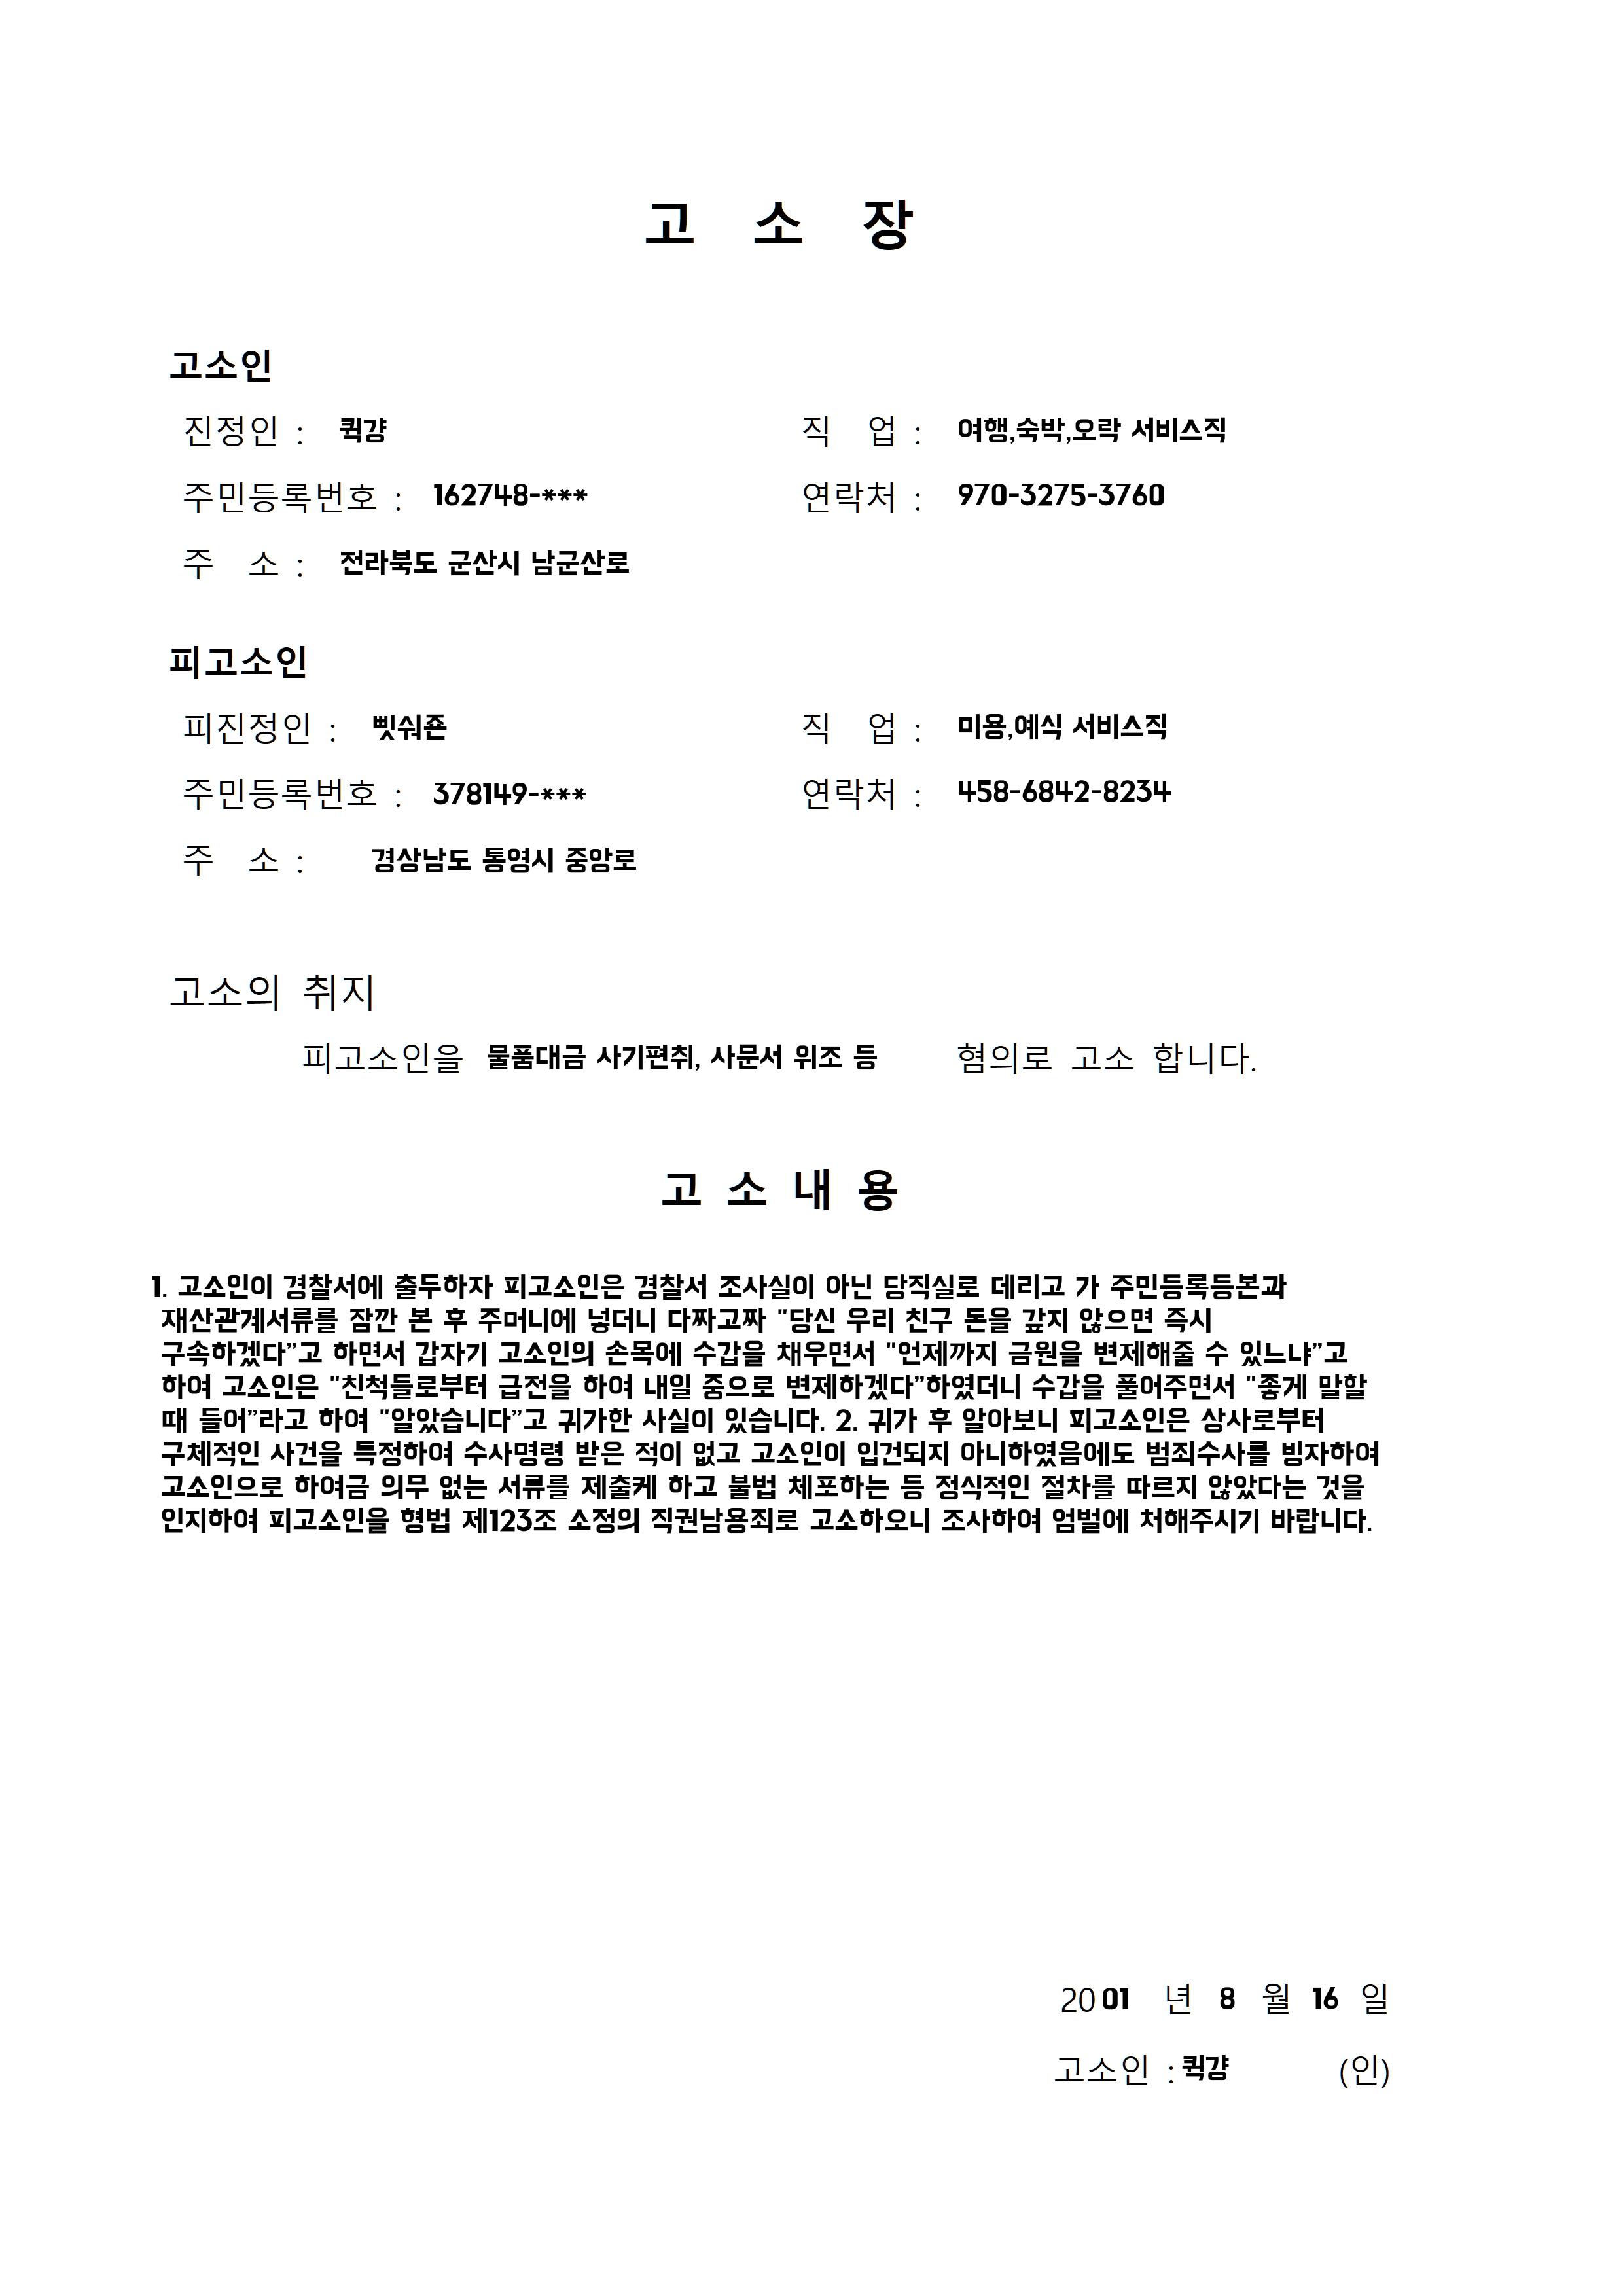 고 소 장
고소인
진정인 : 퀵걍 직 업 : 여행,숙박,오락 서비스직
주민등록번호 : 162748-*** 연락처 : 970-3275-3760
주 소 : 전라북도 군산시 남군산로
피고소인
피진정인 : 삣쉬죤 직 업 : 미용,예식 서비스직
주민등록번호 : 378149-*** 연락처 : 458-6842-8234
주 소 : 경상남도 통영시 중앙로
고소의 취지
피고소인을 물품대금 사기편취, 사문서 위조 등 혐의로 고소 합니다.
고 소 내 용
1. 고소인이 경찰서에 출두하자 피고소인은 경찰서 조사실이 아닌 당직실로 데리고 가 주민등록등본과
재산관계서류를 잠깐 본 후 주머니에 넣더니 다짜고짜 "당신 우리 친구 돈을 갚지 않으면 즉시
구속하겠다”고 하면서 갑자기 고소인의 손목에 수갑을 채우면서 "언제까지 금원을 변제해줄 수 있느냐”고
하여 고소인은 "친척들로부터 급전을 하여 내일 중으로 변제하겠다”하였더니 수갑을 풀어주면서 "좋게 말할
때 들어”라고 하여 "알았습니다”고 귀가한 사실이 있습니다. 2. 귀가 후 알아보니 피고소인은 상사로부터
구체적인 사건을 특정하여 수사명령 받은 적이 없고 고소인이 입건되지 아니하였음에도 범죄수사를 빙자하여
고소인으로 하여금 의무 없는 서류를 제출케 하고 불법 체포하는 등 정식적인 절차를 따르지 않았다는 것을
인지하여 피고소인을 형법 제123조 소정의 직권남용죄로 고소하오니 조사하여 엄벌에 처해주시기 바랍니다.
20 01 년 8 월 16 일
고소인 : 퀵걍 (인)